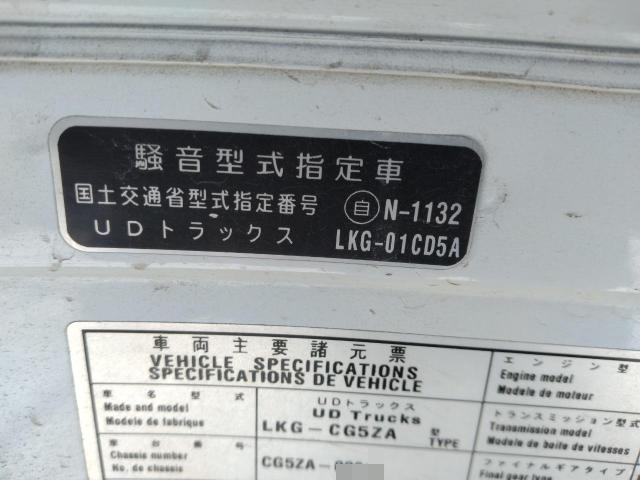 騒音型式指定車
国土交通省型式指定番号 自 N-1132
UDトラックス LKG-01CD5A
車両主要諸元票
VEHICLE SPECIFICATIONS
SPECIFICATIONS DE VEHICLE
車名型式
Made and model
Modele de fabrique
UDトラックス
UD Trucks
LKG-CG5ZA 型 TYPE
エンジン型
Engine model
Modele de moteur
トランスミッション型式
Transmission model
Modele de boite de vitesses
車台番号
Chassis number
No. de chassis
CG5ZA-
ファイナルギアタイプ
Final gear type